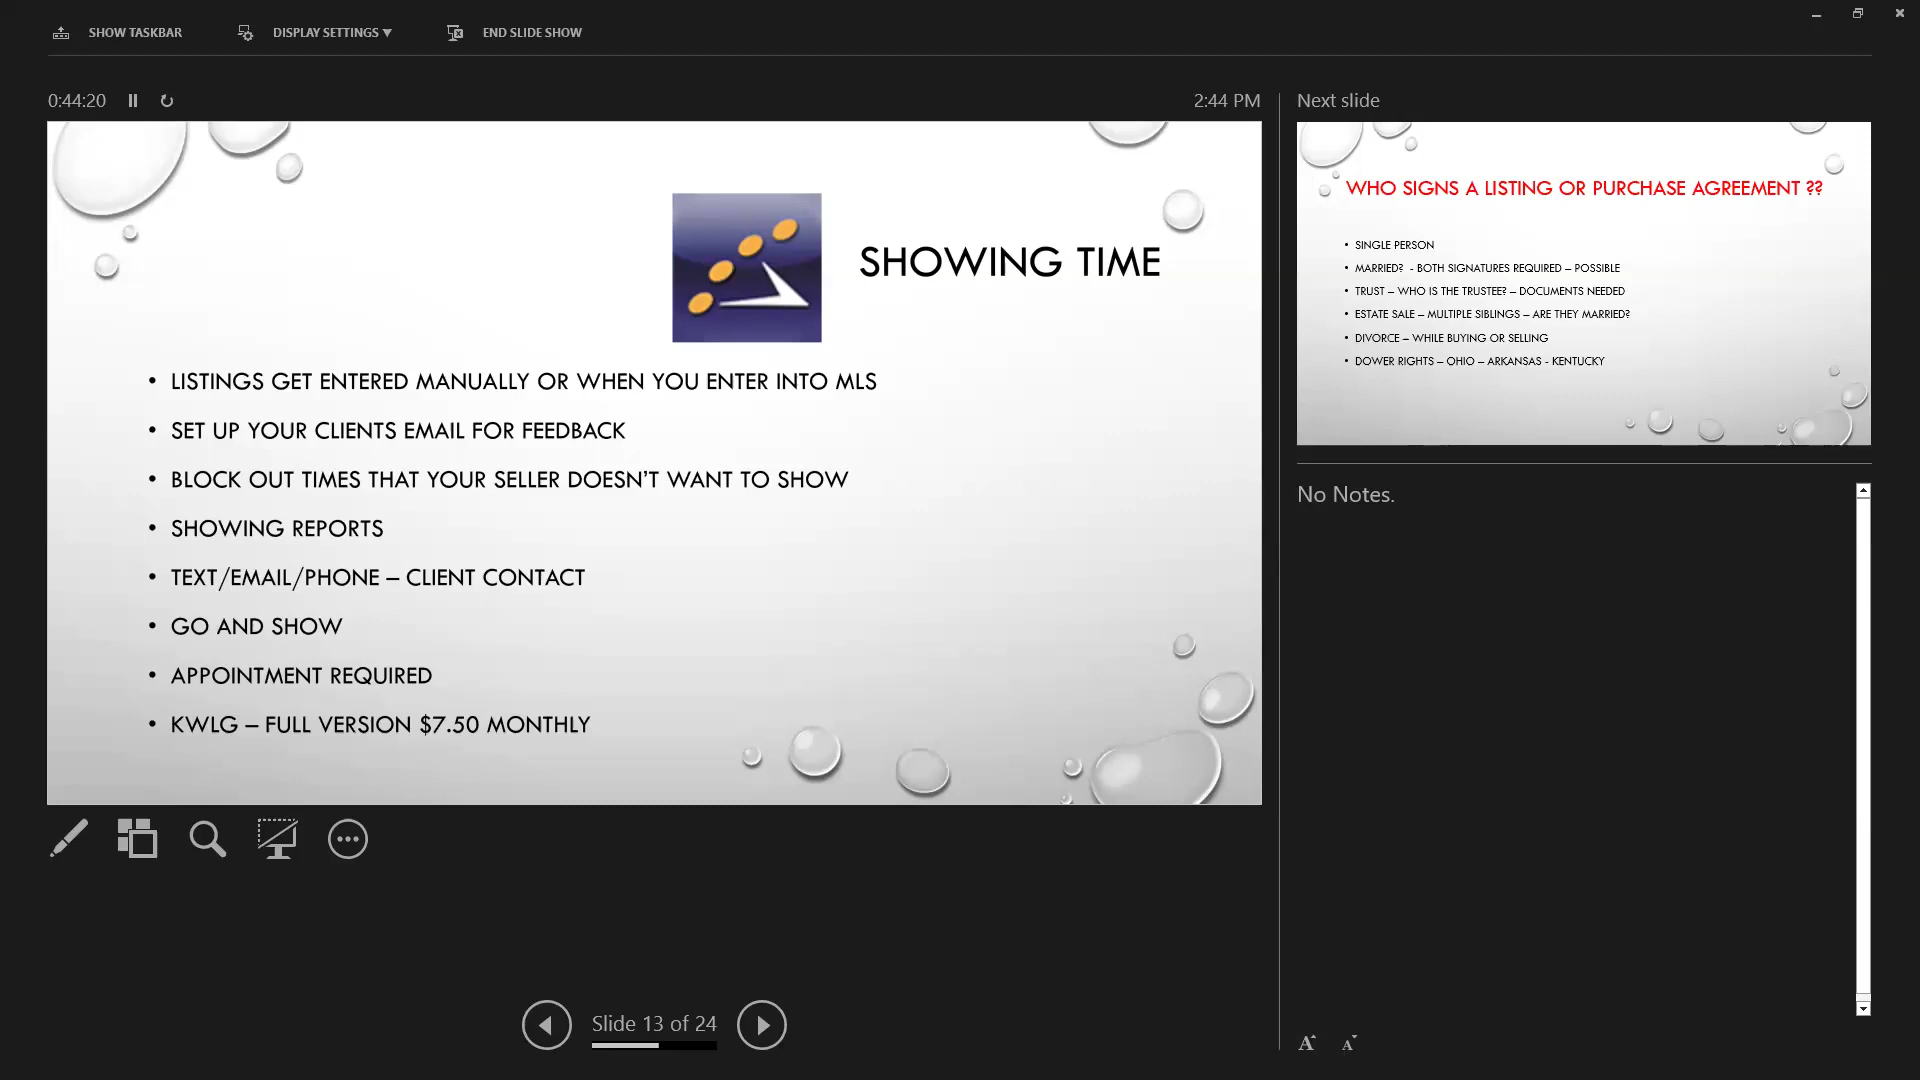 SHOW TASKBAR
DISPLAY SETTINGS ▼
END SLIDE SHOW
0:44:20
2:44 PM
SHOWING TIME
• LISTINGS GET ENTERED MANUALLY OR WHEN YOU ENTER INTO MLS
• SET UP YOUR CLIENTS EMAIL FOR FEEDBACK
• BLOCK OUT TIMES THAT YOUR SELLER DOESN'T WANT TO SHOW
• SHOWING REPORTS
• TEXT/EMAIL/PHONE – CLIENT CONTACT
• GO AND SHOW
• APPOINTMENT REQUIRED
• KWLG – FULL VERSION $7.50 MONTHLY
Slide 13 of 24
Next slide
WHO SIGNS A LISTING OR PURCHASE AGREEMENT ??
• SINGLE PERSON
• MARRIED? - BOTH SIGNATURES REQUIRED – POSSIBLE
• TRUST – WHO IS THE TRUSTEE? – DOCUMENTS NEEDED
• ESTATE SALE – MULTIPLE SIBLINGS – ARE THEY MARRIED?
• DIVORCE – WHILE BUYING OR SELLING
• DOWER RIGHTS – OHIO – ARKANSAS - KENTUCKY
No Notes.
A A